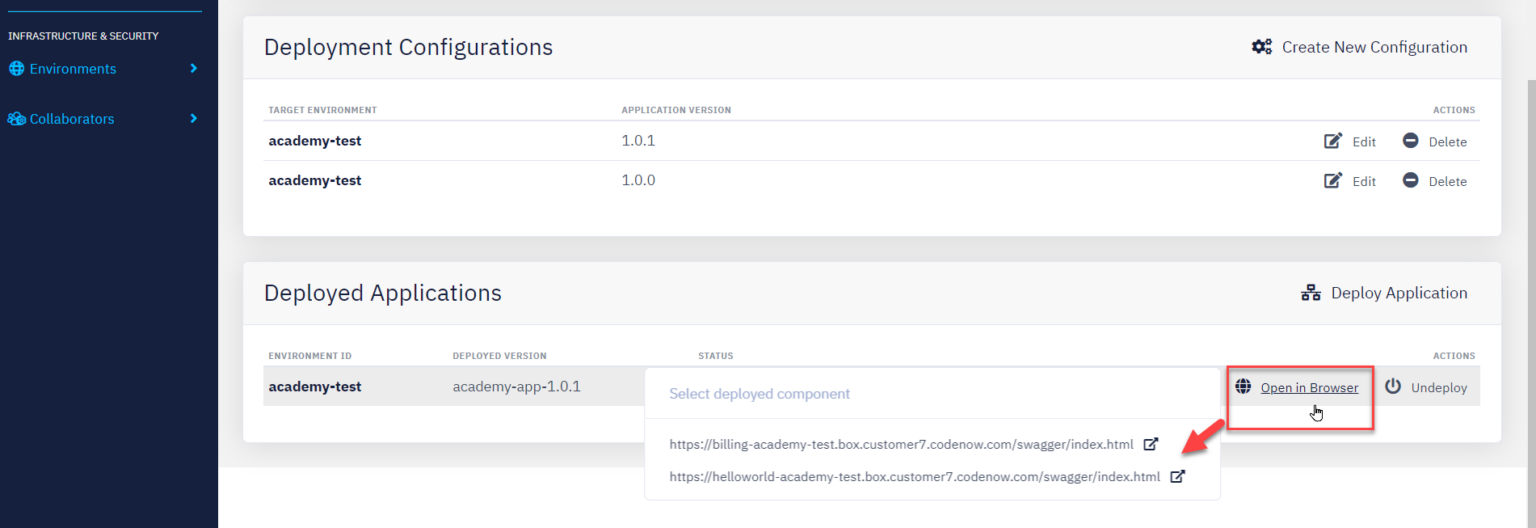 INFRASTRUCTURE & SECURITY
Environments
Collaborators
Deployment Configurations
Create New Configuration
TARGET ENVIRONMENT APPLICATION VERSION ACTIONS
academy-test 1.0.1 Edit Delete
academy-test 1.0.0 Edit Delete
Deployed Applications
Deploy Application
ENVIRONMENT ID DEPLOYED VERSION STATUS ACTIONS
academy-test academy-app-1.0.1 Open in Browser Undeploy
Select deployed component
https://billing-academy-test.box.customer7.codenow.com/swagger/index.html
https://helloworld-academy-test.box.customer7.codenow.com/swagger/index.html